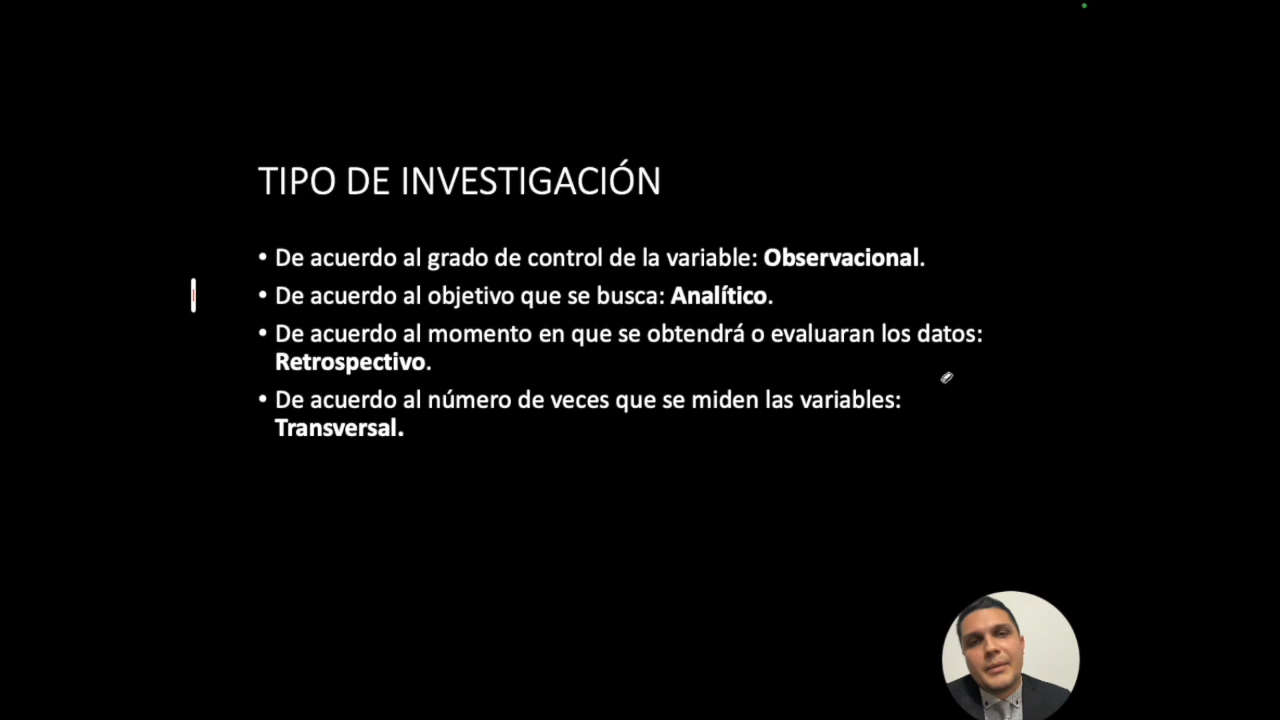 TIPO DE INVESTIGACIÓN
• De acuerdo al grado de control de la variable: Observacional.
• De acuerdo al objetivo que se busca: Analítico.
• De acuerdo al momento en que se obtendrá o evaluaran los datos:
Retrospectivo.
• De acuerdo al número de veces que se miden las variables:
Transversal.